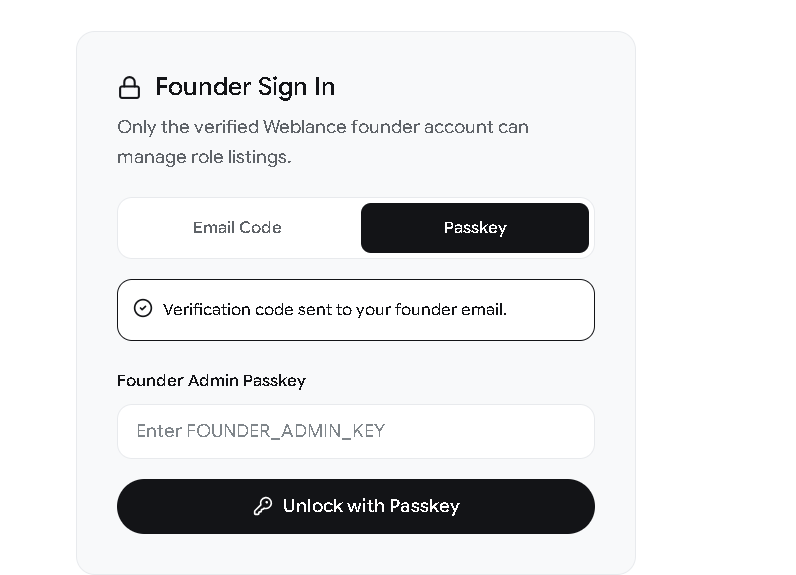 Founder Sign In
Only the verified Weblance founder account can
manage role listings.
Email Code
Passkey
Verification code sent to your founder email.
Founder Admin Passkey
Enter FOUNDER_ADMIN_KEY
Unlock with Passkey